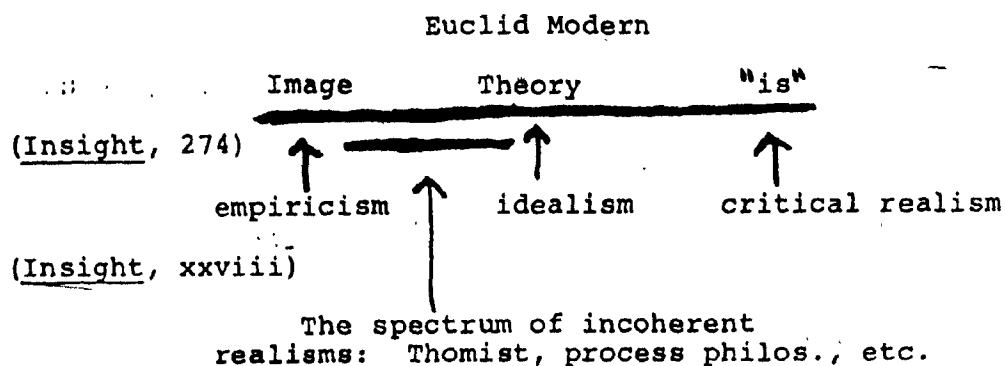 Euclid Modern
Image Theory "is"
(Insight, 274)
empiricism idealism critical realism
(Insight, xxviii)
The spectrum of incoherent
realisms: Thomist, process philos., etc.